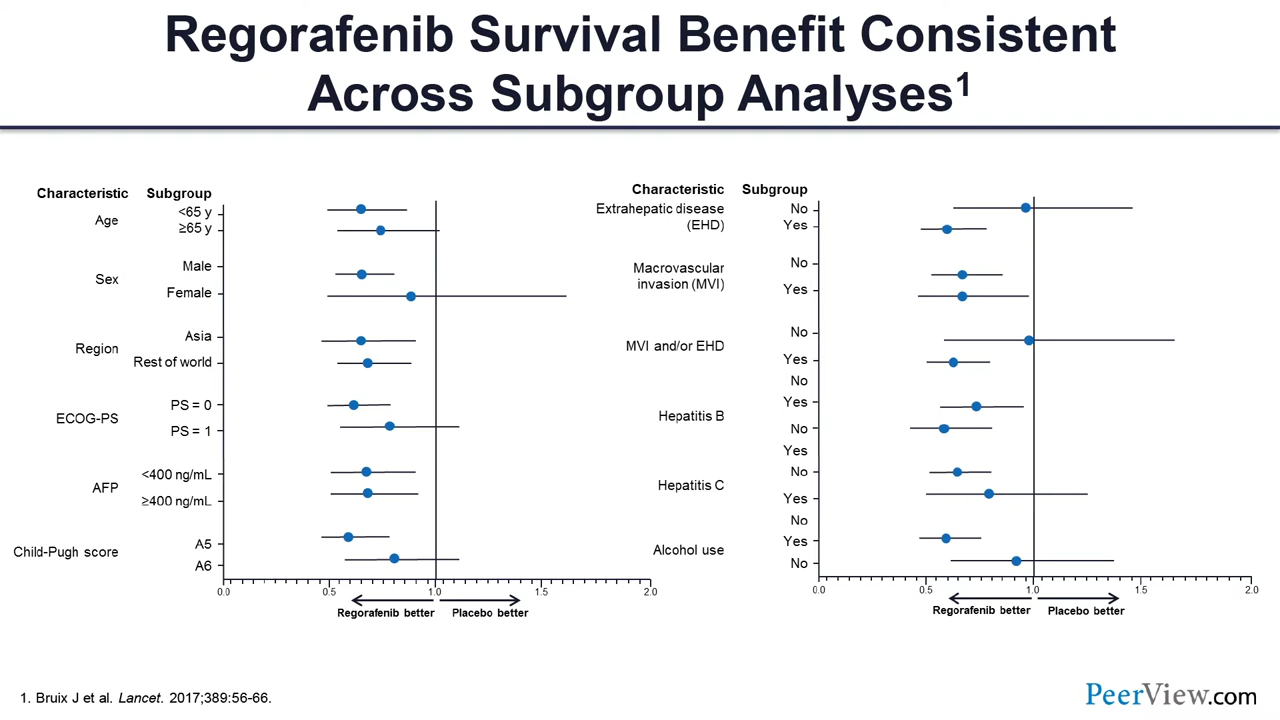 Regorafenib Survival Benefit Consistent
Across Subgroup Analyses1
Characteristic Subgroup
Age
<65 y
≥65 y
Sex
Male
Female
Region
Asia
Rest of world
ECOG-PS
PS = 0
PS = 1
AFP
<400 ng/mL
≥400 ng/mL
Child-Pugh score
A5
A6
0.0 0.5 1.0 1.5 2.0
Regorafenib better Placebo better
Characteristic Subgroup
Extrahepatic disease
(EHD)
No
Yes
Macrovascular
invasion (MVI)
No
Yes
MVI and/or EHD
No
Yes
No
Hepatitis B
Yes
No
Yes
Hepatitis C
No
Yes
No
Alcohol use
Yes
No
0.0 0.5 1.0 1.5 2.0
Regorafenib better Placebo better
1. Bruix J et al. Lancet. 2017;389:56-66.
PeerView.com